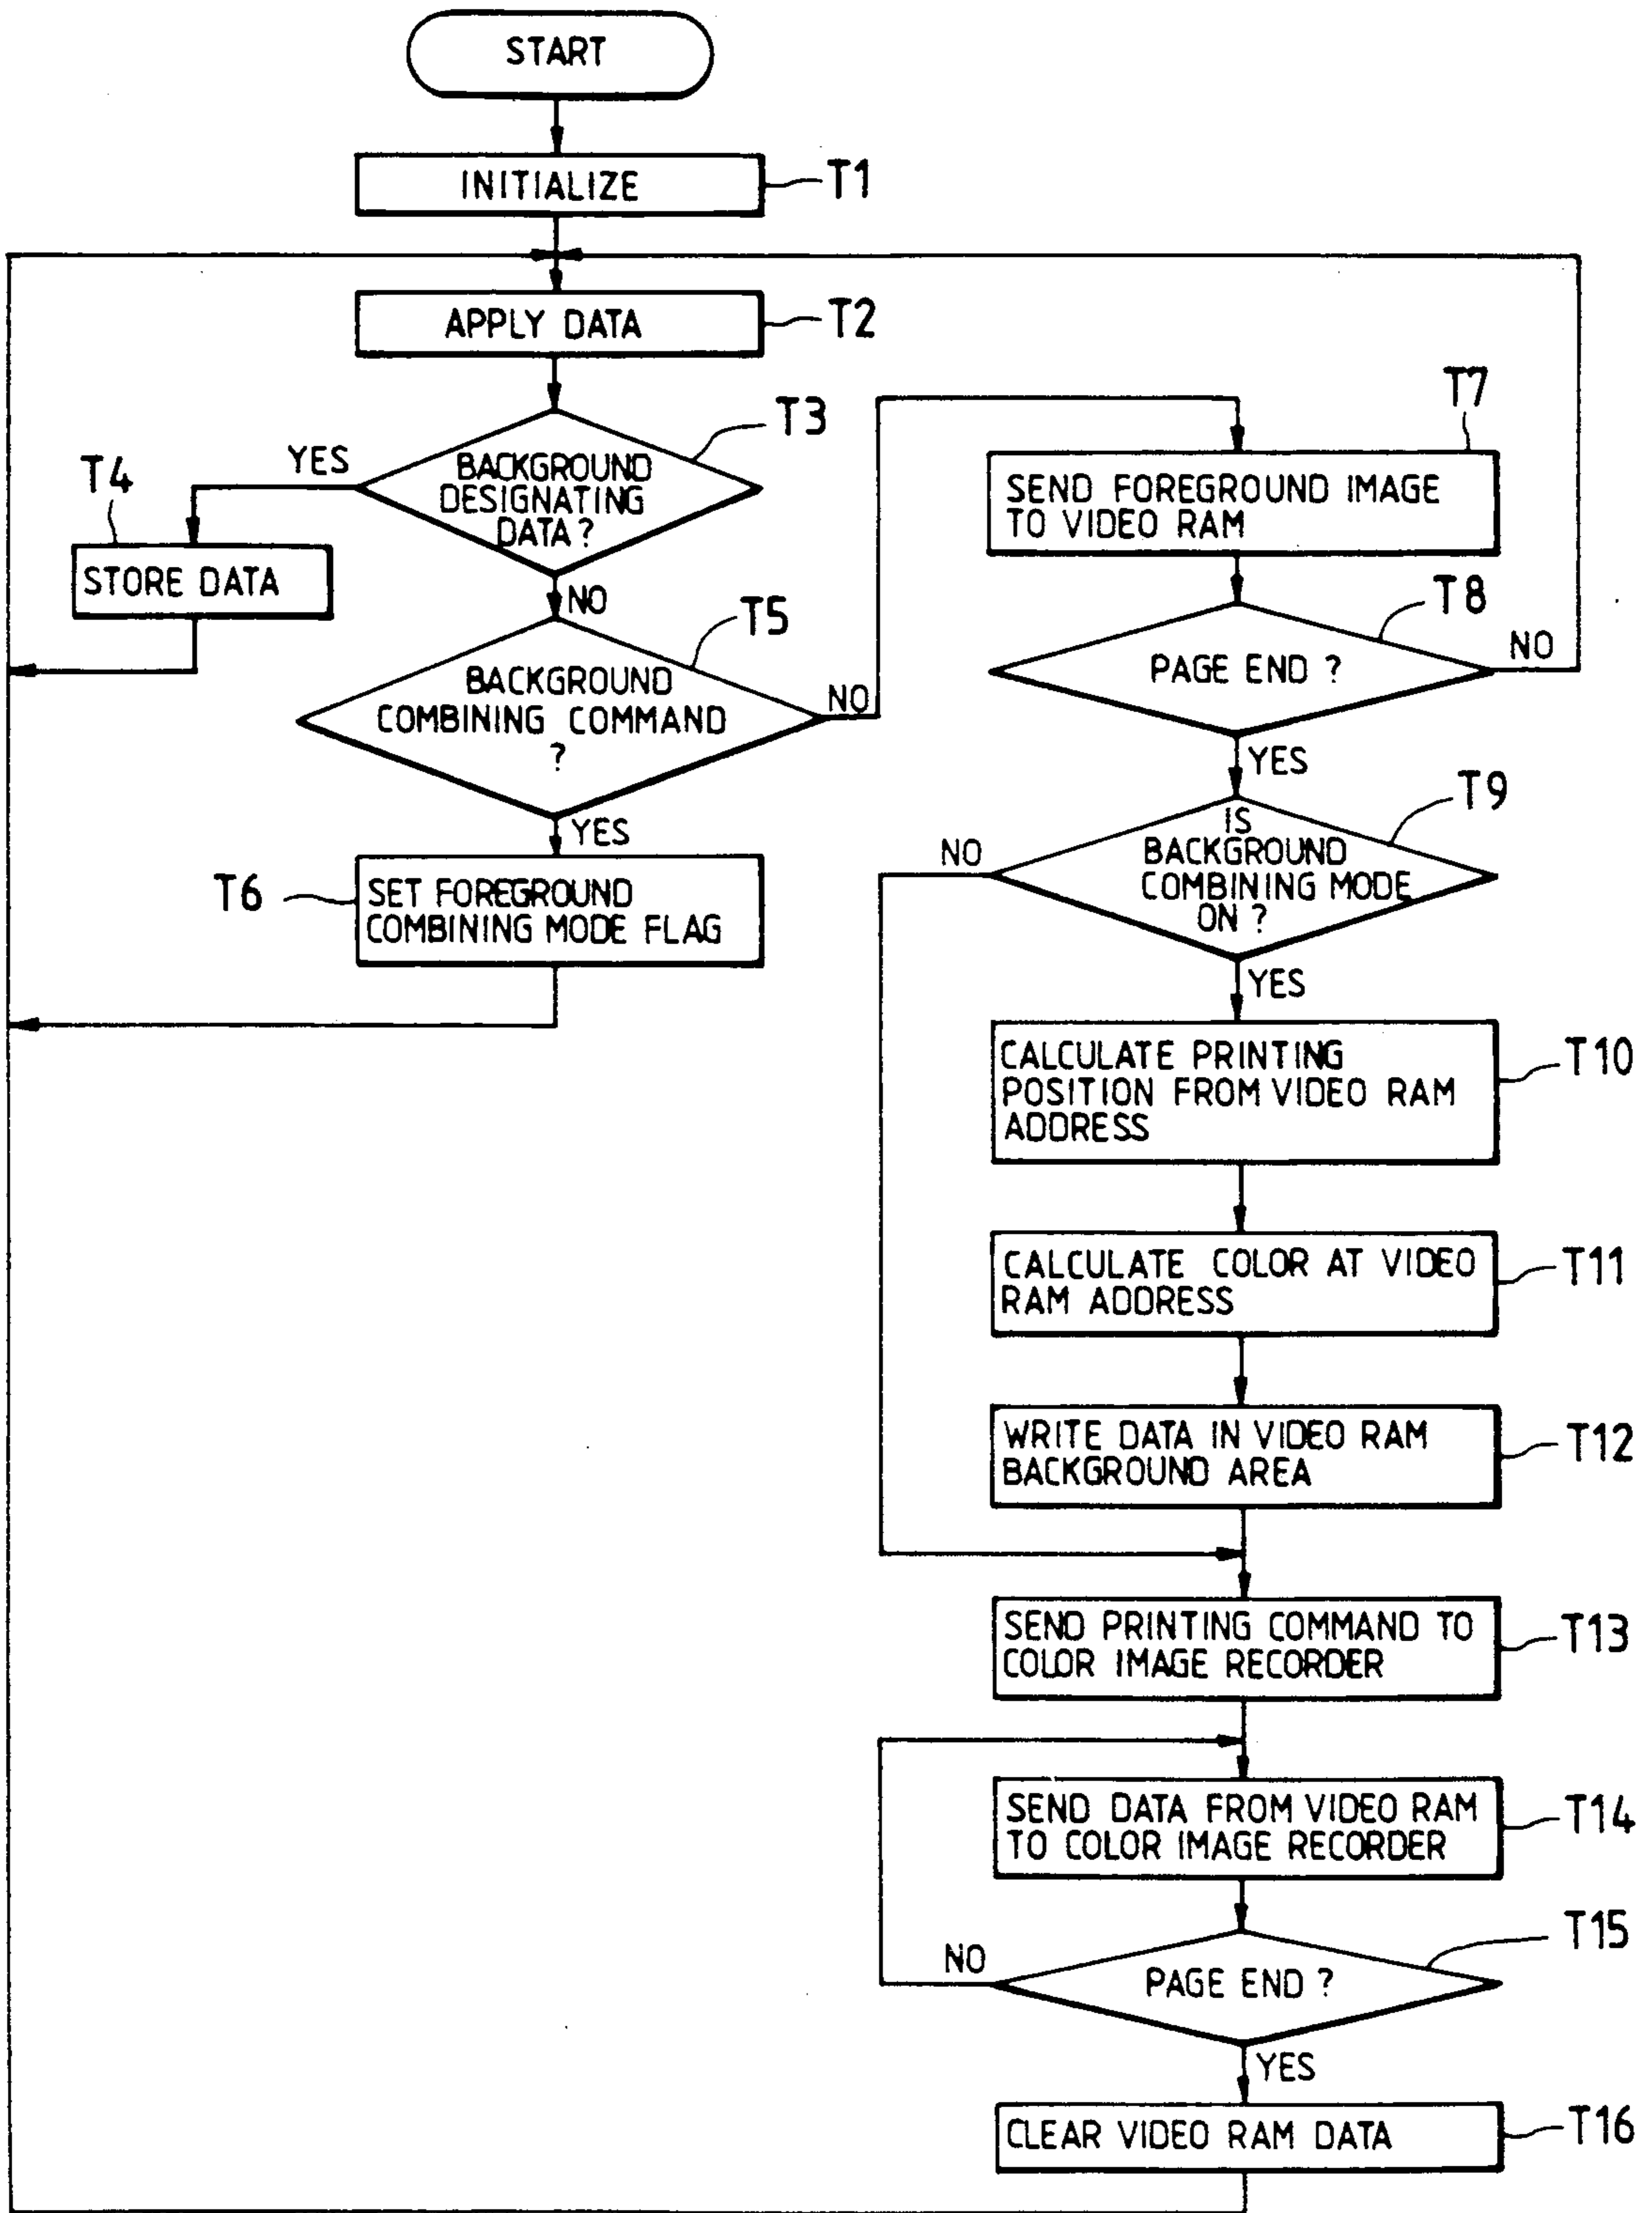 START
INITIALIZE
T1
APPLY DATA
T2
T3
BACKGROUND
DESIGNATING
DATA?
YES
T4
STORE DATA
NO
T5
BACKGROUND
COMBINING COMMAND
?
NO
YES
T6
SET FOREGROUND
COMBINING MODE FLAG
T7
SEND FOREGROUND IMAGE
TO VIDEO RAM
T8
PAGE END ?
NO
YES
T9
IS
BACKGROUND
COMBINING MODE
ON ?
NO
YES
CALCULATE PRINTING
POSITION FROM VIDEO RAM
ADDRESS
T10
CALCULATE COLOR AT VIDEO
RAM ADDRESS
T11
WRITE DATA IN VIDEO RAM
BACKGROUND AREA
T12
SEND PRINTING COMMAND TO
COLOR IMAGE RECORDER
T13
SEND DATA FROM VIDEO RAM
TO COLOR IMAGE RECORDER
T14
T15
PAGE END ?
NO
YES
CLEAR VIDEO RAM DATA
T16